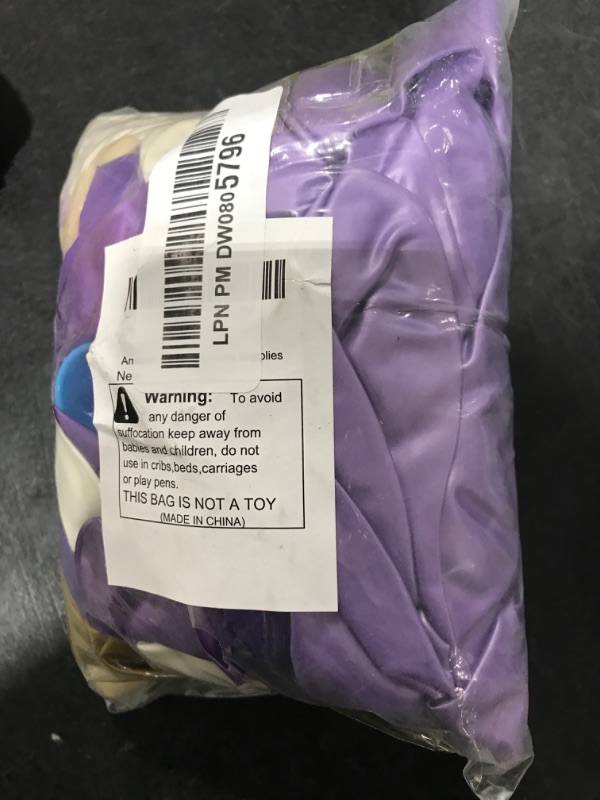 LPN PM DW0805796
An
plies
Ne
Warning: To avoid
any danger of
suffocation keep away from
babies and children, do not
use in cribs,beds,carriages
or play pens.
THIS BAG IS NOT A TOY
(MADE IN CHINA)